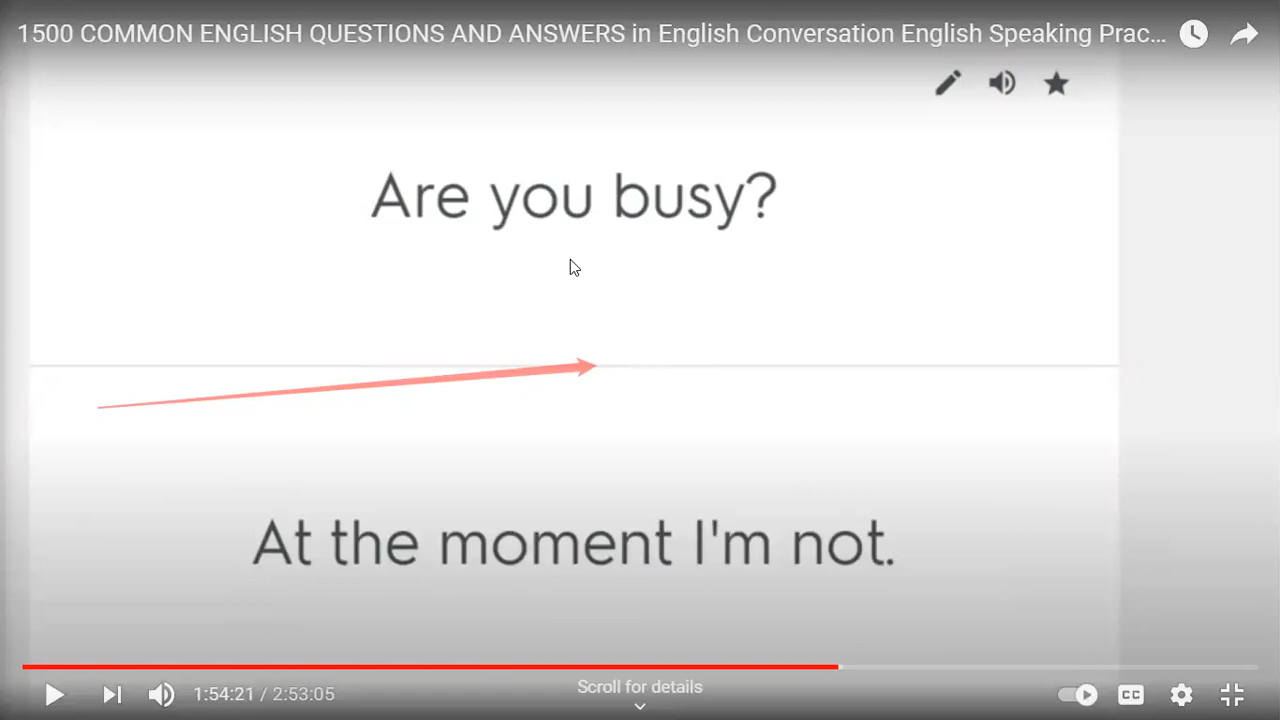 1500 COMMON ENGLISH QUESTIONS AND ANSWERS in English Conversation English Speaking Prac...
Are you busy?
At the moment I'm not.
Scroll for details
1:54:21 / 2:53:05
CC